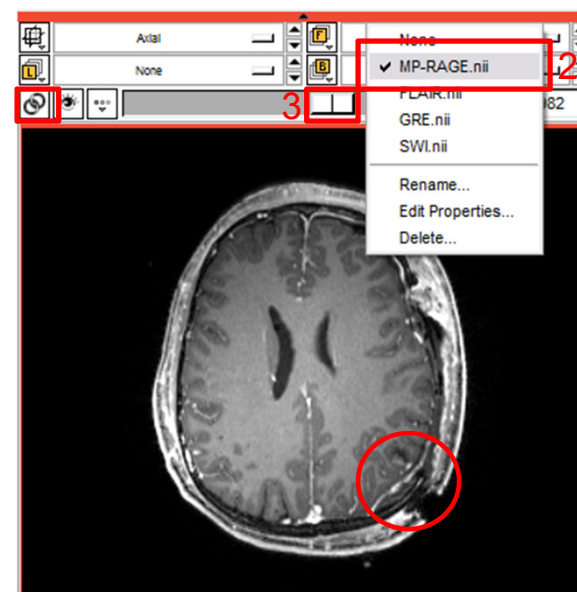 Axial
F
None
L
None
B
✓ MP-RAGE.nii
2
3
FLAIR.nii
082
GRE.nii
SWI.nii
Rename...
Edit Properties...
Delete...